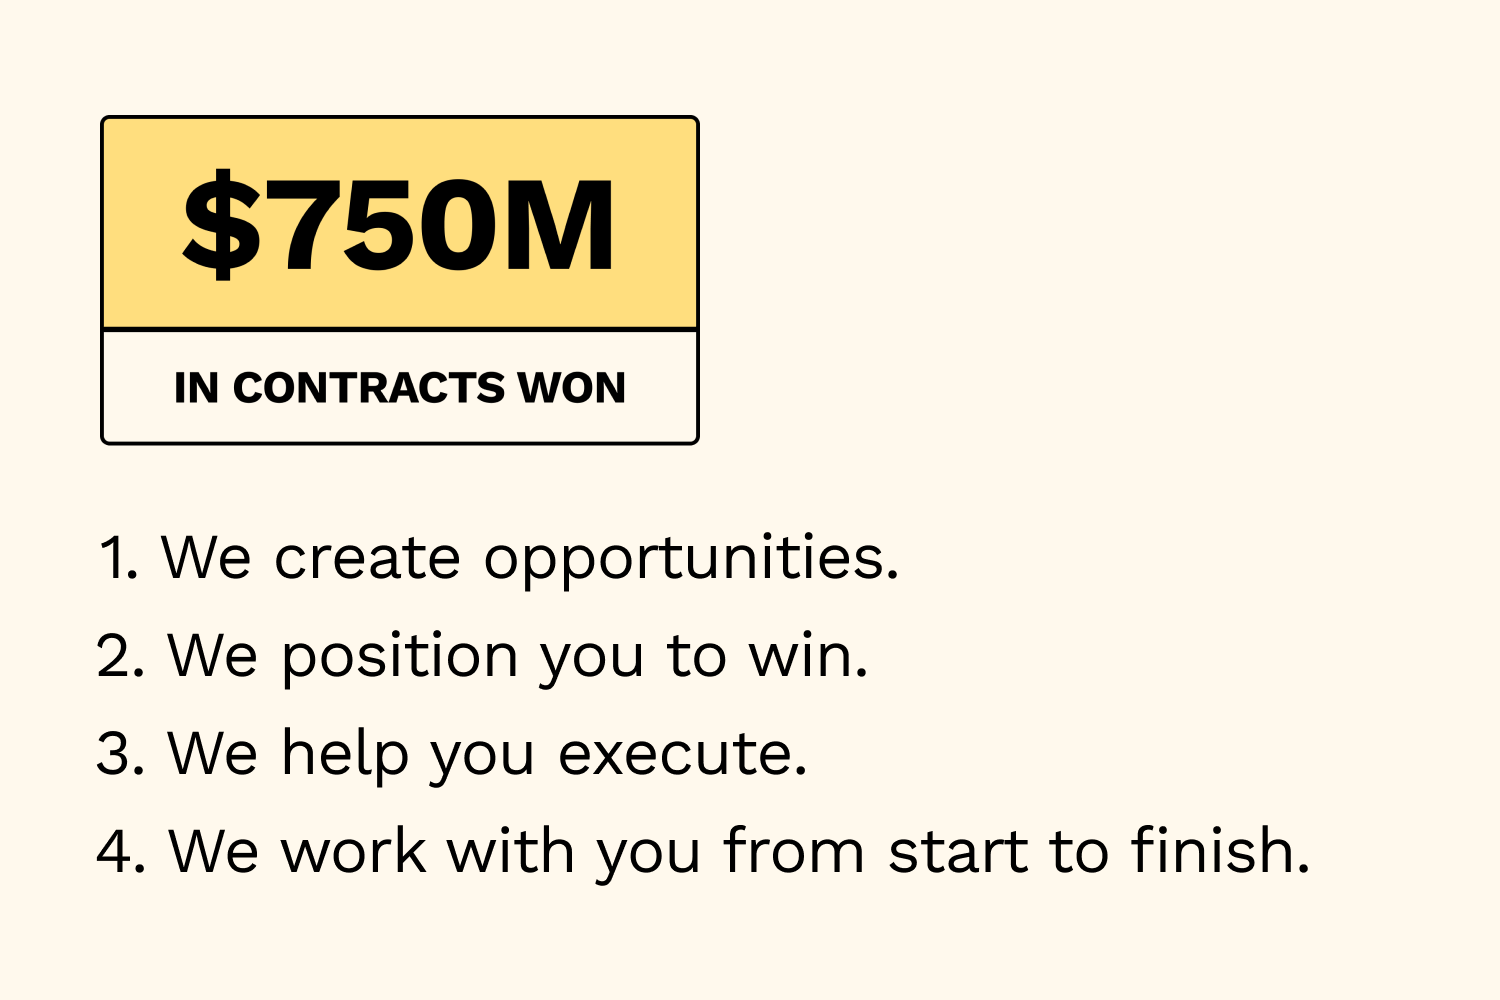 $750M
IN CONTRACTS WON
1. We create opportunities.
2. We position you to win.
3. We help you execute.
4. We work with you from start to finish.